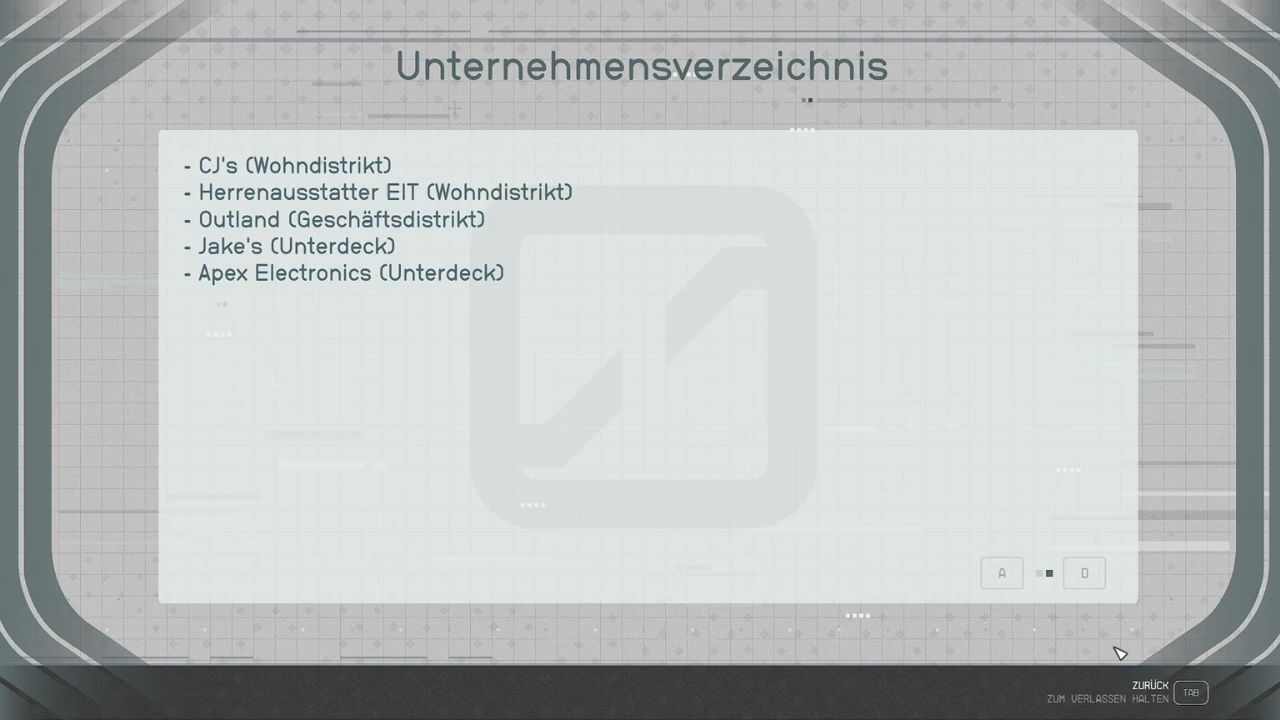 Unternehmensverzeichnis
- CJ's (Wohndistrikt)
- Herrenausstatter EIT (Wohndistrikt)
- Outland (Geschäftsdistrikt)
- Jake's (Unterdeck)
- Apex Electronics (Unterdeck)
A D
ZURÜCK
ZUM VERLASSEN HALTEN TAB